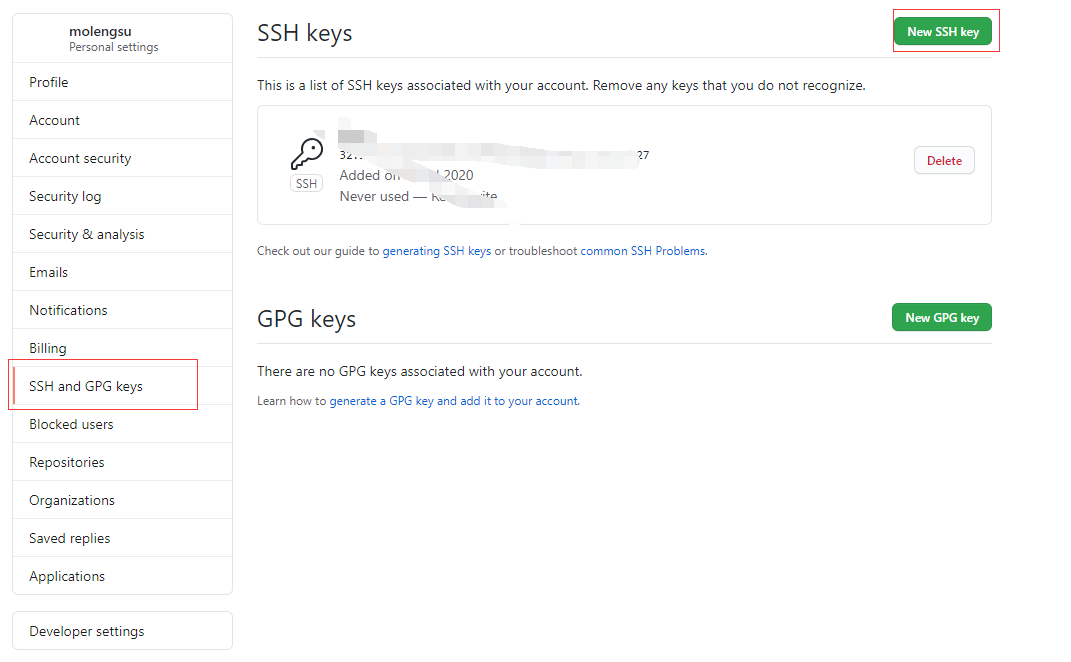 molengsu
Personal settings
Profile
Account
Account security
Security log
Security & analysis
Emails
Notifications
Billing
SSH and GPG keys
Blocked users
Repositories
Organizations
Saved replies
Applications
Developer settings
SSH keys
New SSH key
This is a list of SSH keys associated with your account. Remove any keys that you do not recognize.
SSH
27
Added on 2020
Never used —
Delete
Check out our guide to generating SSH keys or troubleshoot common SSH Problems.
GPG keys
New GPG key
There are no GPG keys associated with your account.
Learn how to generate a GPG key and add it to your account.